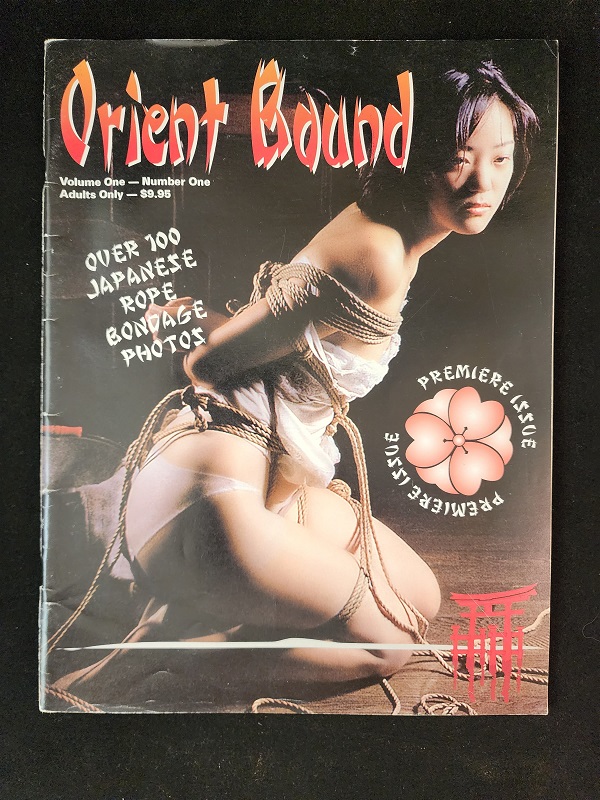 Orient Bound
Volume One — Number One
Adults Only — $9.95
OVER 100
JAPANESE
ROPE
BONDAGE
PHOTOS
PREMIERE ISSUE
PREMIERE ISSUE